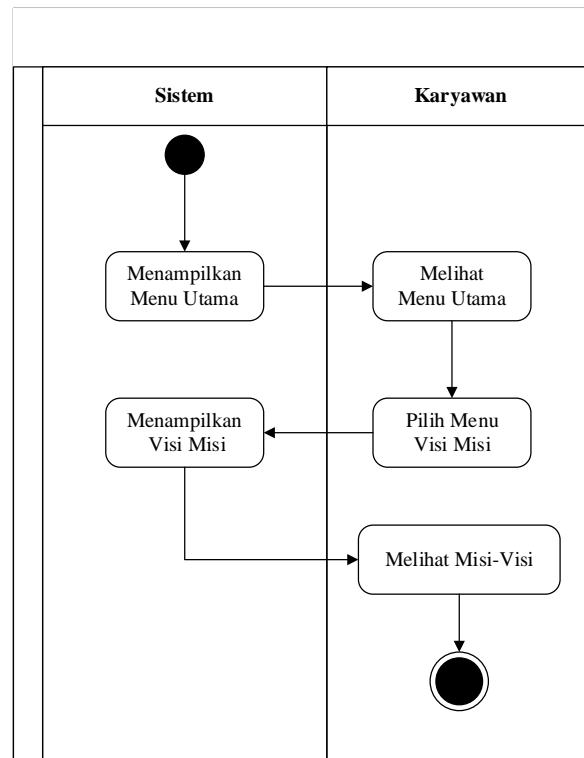 Sistem
Karyawan
Menampilkan
Menu Utama
Melihat
Menu Utama
Menampilkan
Visi Misi
Pilih Menu
Visi Misi
Melihat Misi-Visi